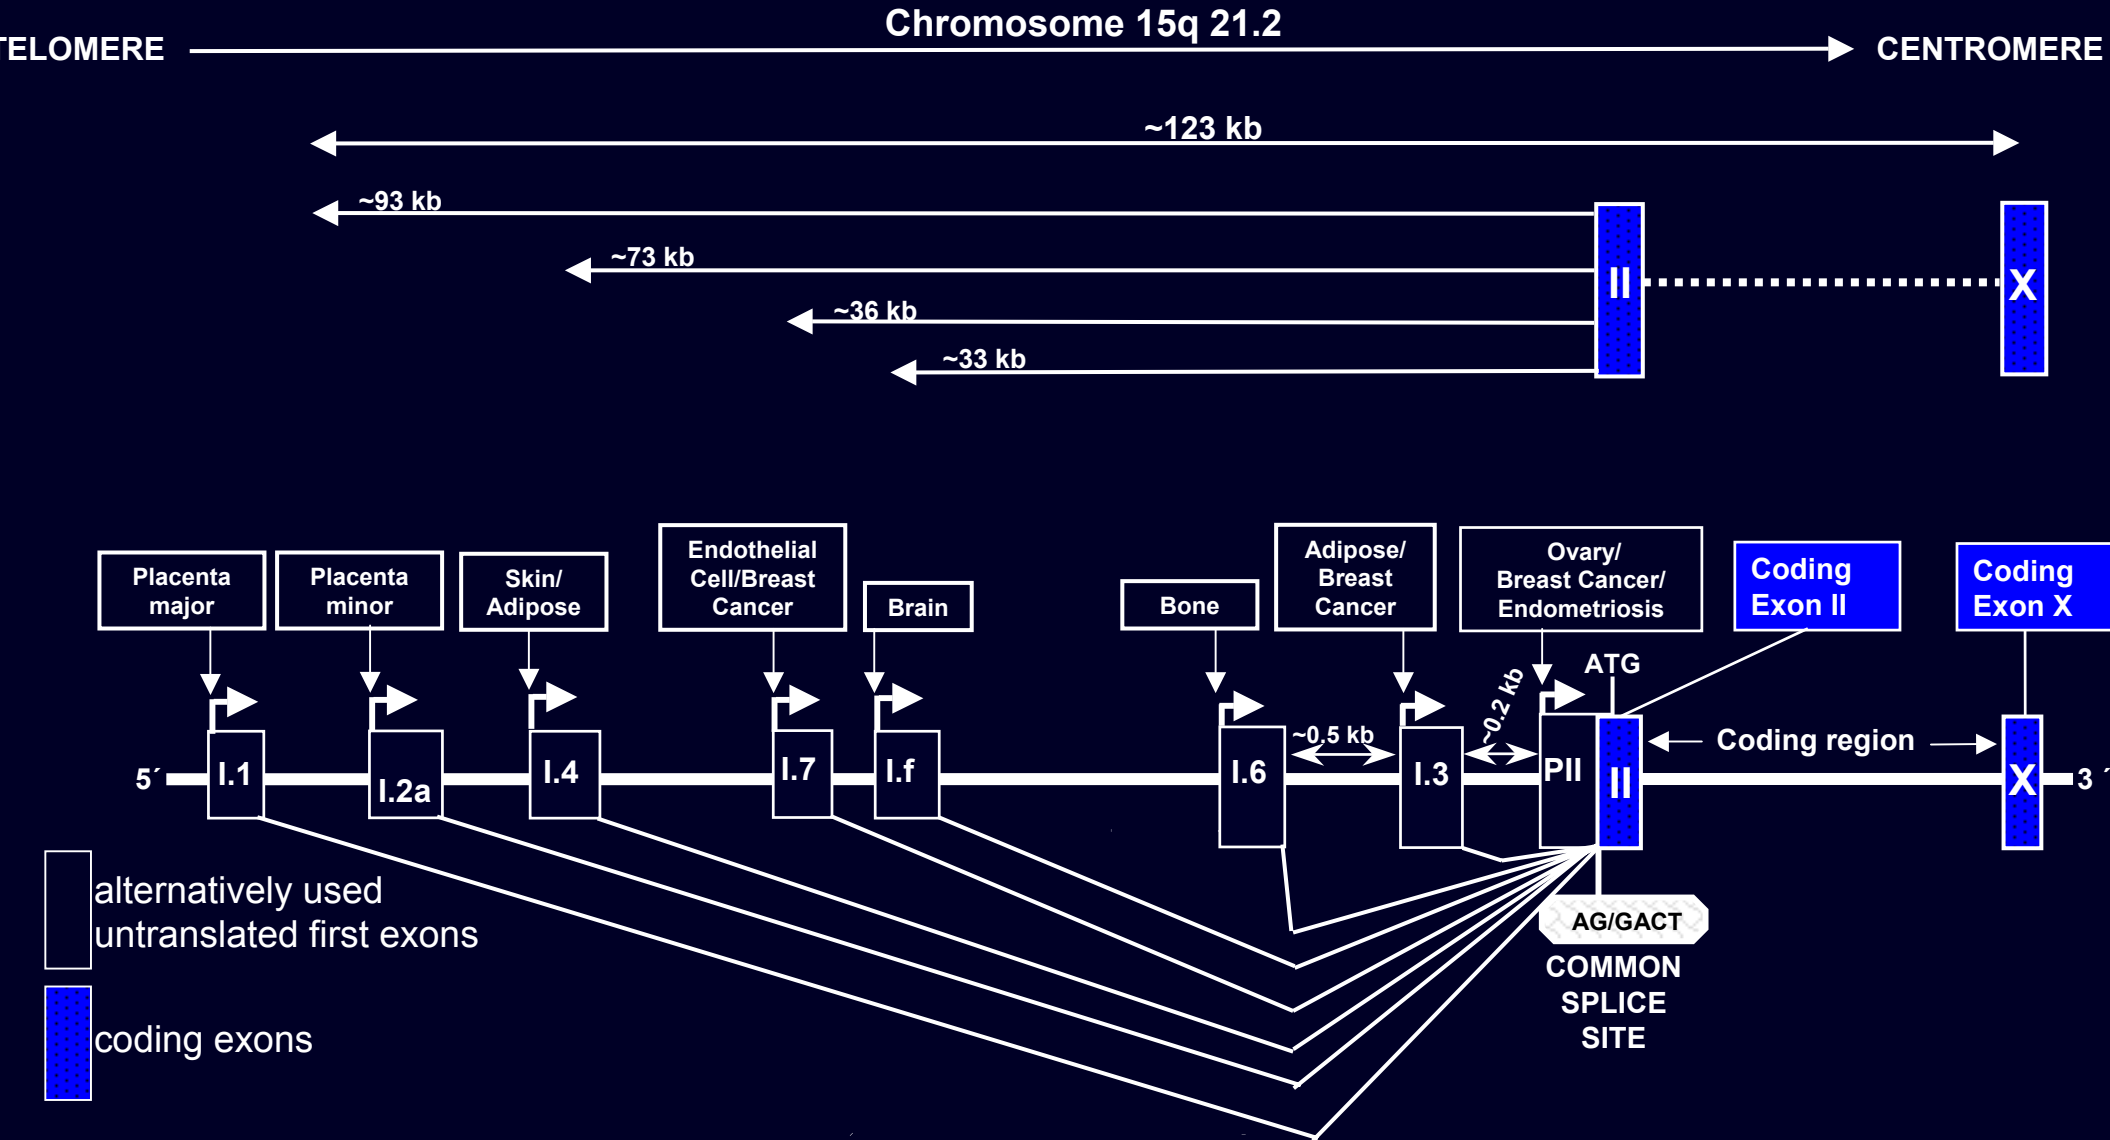 Chromosome 15q 21.2
TELOMERE
CENTROMERE
~123 kb
~93 kb
~73 kb
~36 kb
~33 kb
II
X
Placenta
major
Placenta
minor
Skin/
Adipose
Endothelial
Cell/Breast
Cancer
Brain
Bone
Adipose/
Breast
Cancer
Ovary/
Breast Cancer/
Endometriosis
Coding
Exon II
Coding
Exon X
ATG
~0.5 kb
~0.2 kb
Coding region
5´
I.1
I.2a
I.4
I.7
I.f
I.6
I.3
PII
II
X
3 ´
alternatively used
untranslated first exons
coding exons
AG/GACT
COMMON
SPLICE
SITE